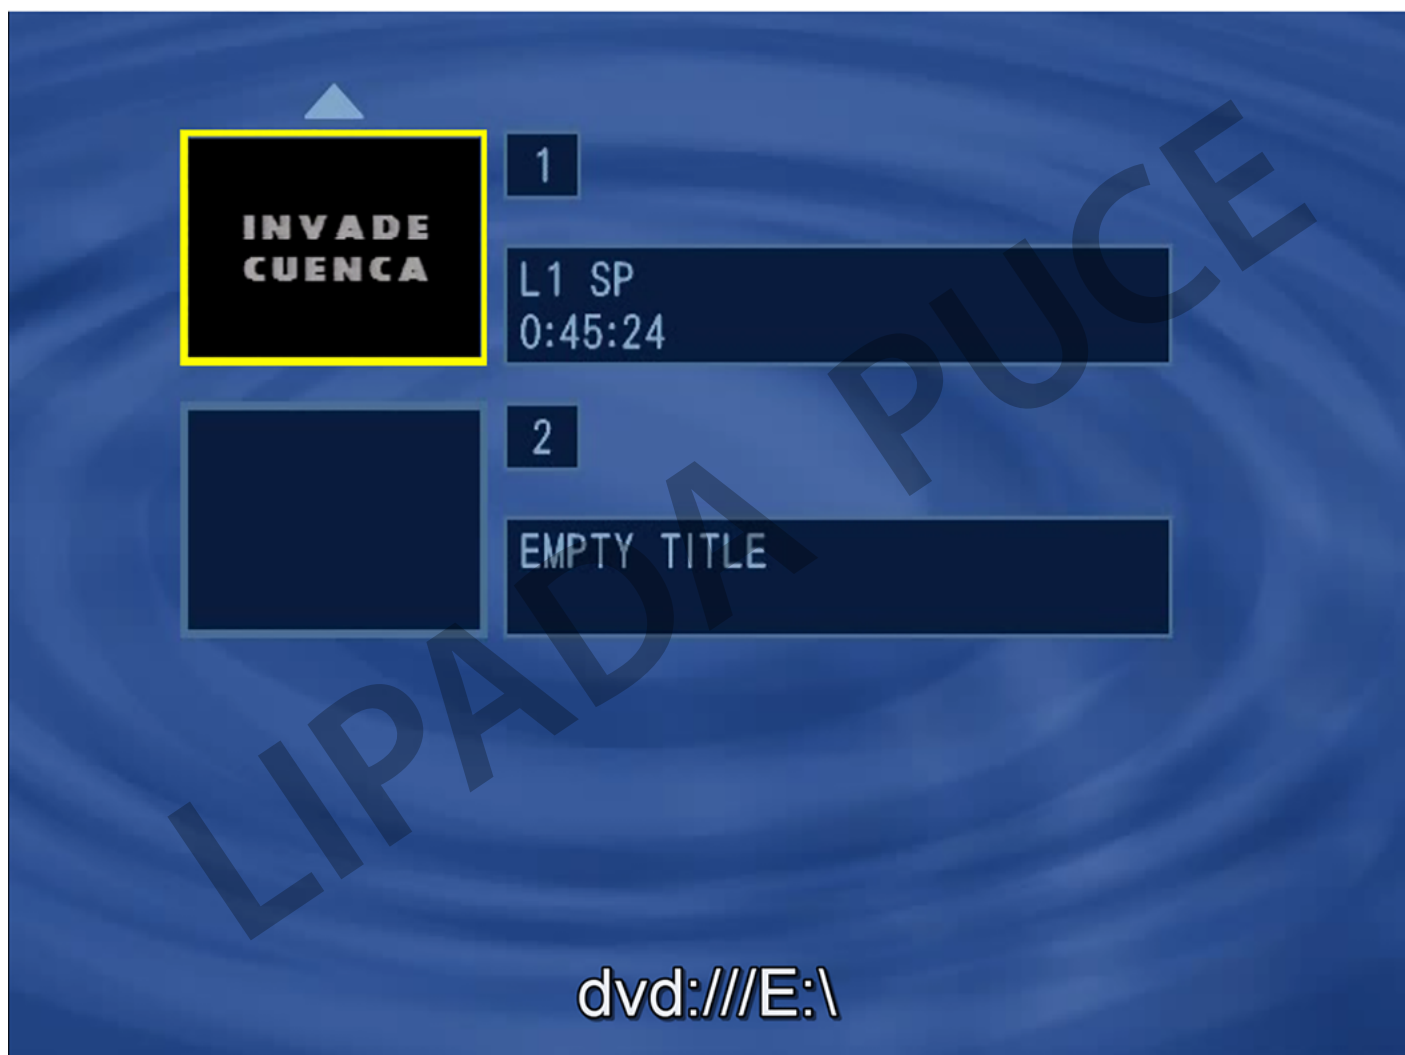 INVADE
CUENCA
1
L1 SP
0:45:24
2
EMPTY TITLE
LIPADA PUCE
dvd:///E:\